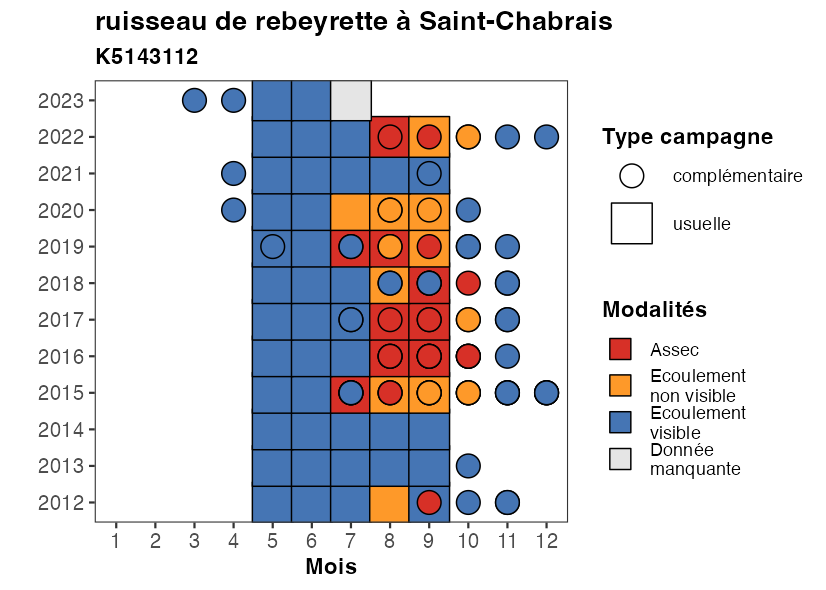 ruisseau de rebeyrette à Saint-Chabrais
K5143112
2023
2022
2021
2020
2019
2018
2017
2016
2015
2014
2013
2012
1 2 3 4 5 6 7 8 9 10 11 12
Mois
Type campagne
complémentaire
usuelle
Modalités
Assec
Ecoulement
non visible
Ecoulement
visible
Donnée
manquante